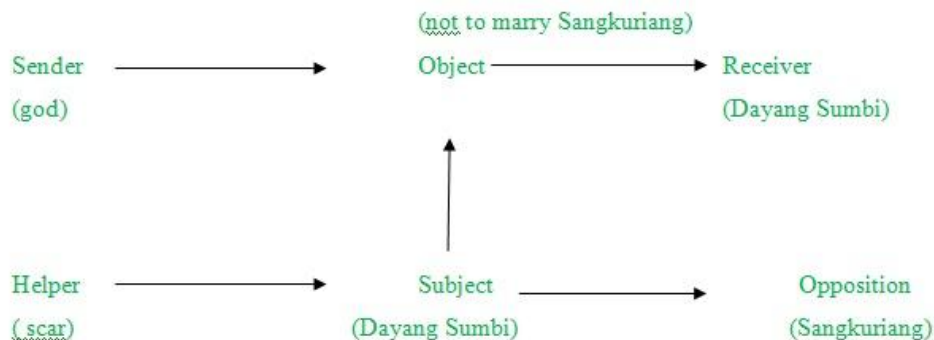 (not to marry Sangkuriang)
Sender Object Receiver
(god) (Dayang Sumbi)
Helper Subject Opposition
( scar) (Dayang Sumbi) (Sangkuriang)